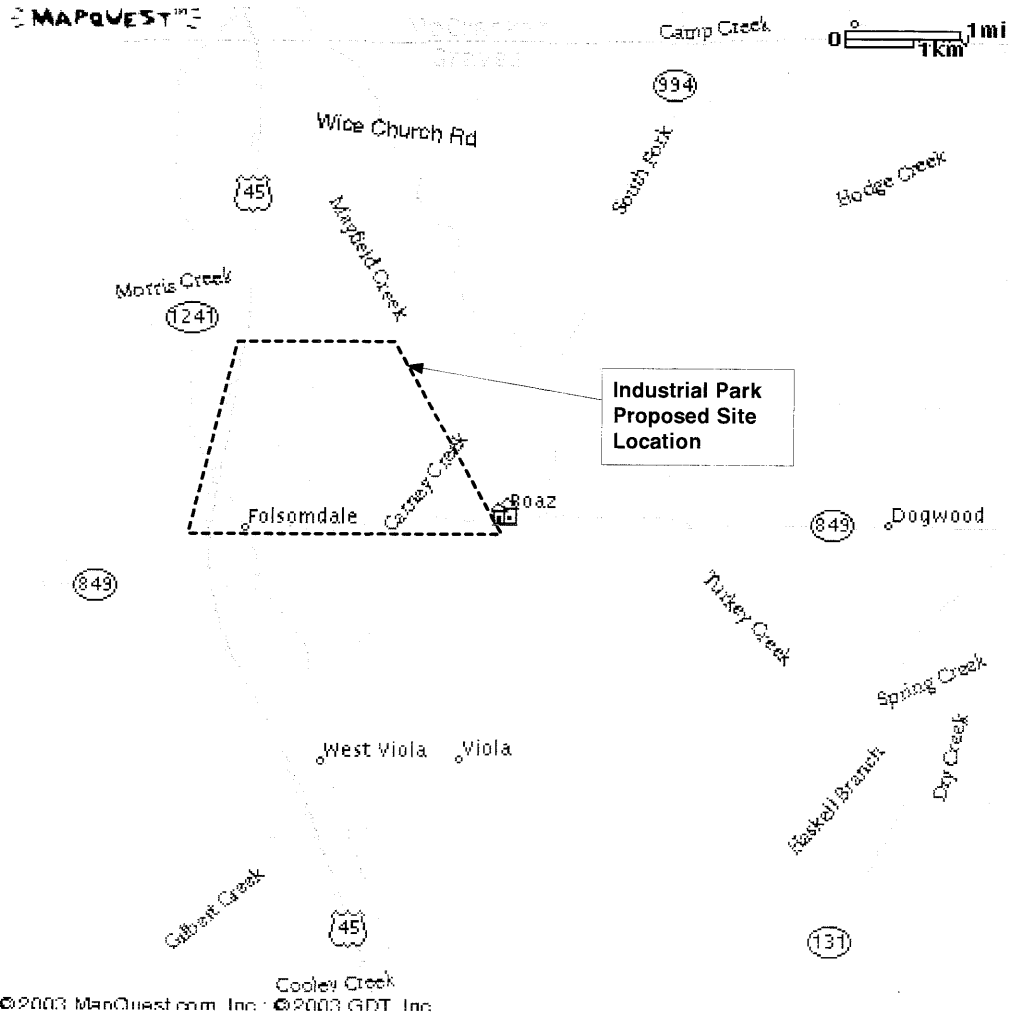 MAPQUEST™
Camp Creek
0
1mi
1km
994
Wice Church Rd
South Fork
Hodge Creek
45
Mayfield Creek
Morris Creek
1241
Industrial Park
Proposed Site
Location
Carney Creek
Boaz
Folsomdale
849
Dogwood
849
Turkey Creek
Spring Creek
West Viola
Viola
Dry Creek
Haskell Branch
Gilbert Creek
45
131
Cooley Creek
©2003 MapQuest.com, Inc.; ©2003 GDT, Inc.